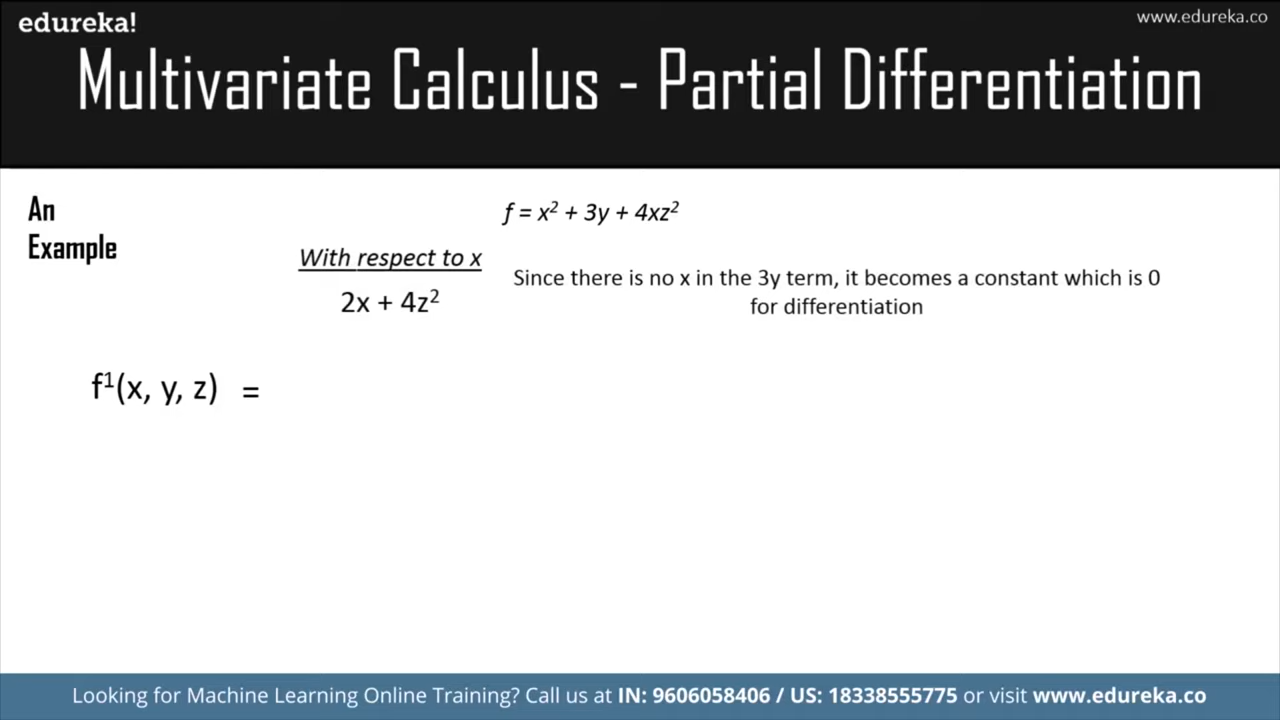 edureka!
www.edureka.co
Multivariate Calculus - Partial Differentiation
An
Example
f = x² + 3y + 4xz²
With respect to x
2x + 4z²
Since there is no x in the 3y term, it becomes a constant which is 0
for differentiation
f¹(x, y, z) =
Looking for Machine Learning Online Training? Call us at IN: 9606058406 / US: 18338555775 or visit www.edureka.co